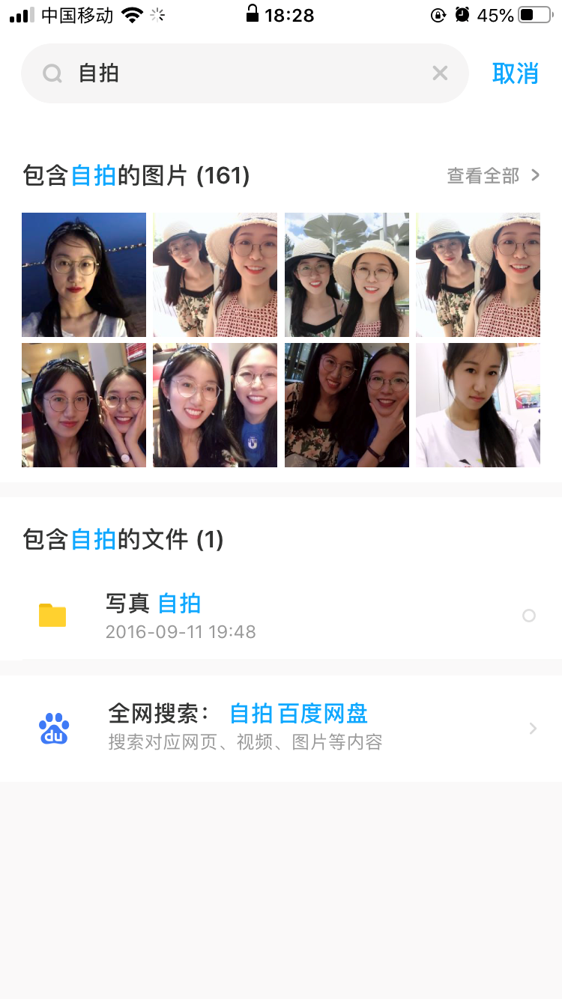 中国移动 18:28 45%
自拍 取消
包含自拍的图片 (161) 查看全部
包含自拍的文件 (1)
写真 自拍
2016-09-11 19:48
全网搜索： 自拍 百度网盘
du
搜索对应网页、视频、图片等内容